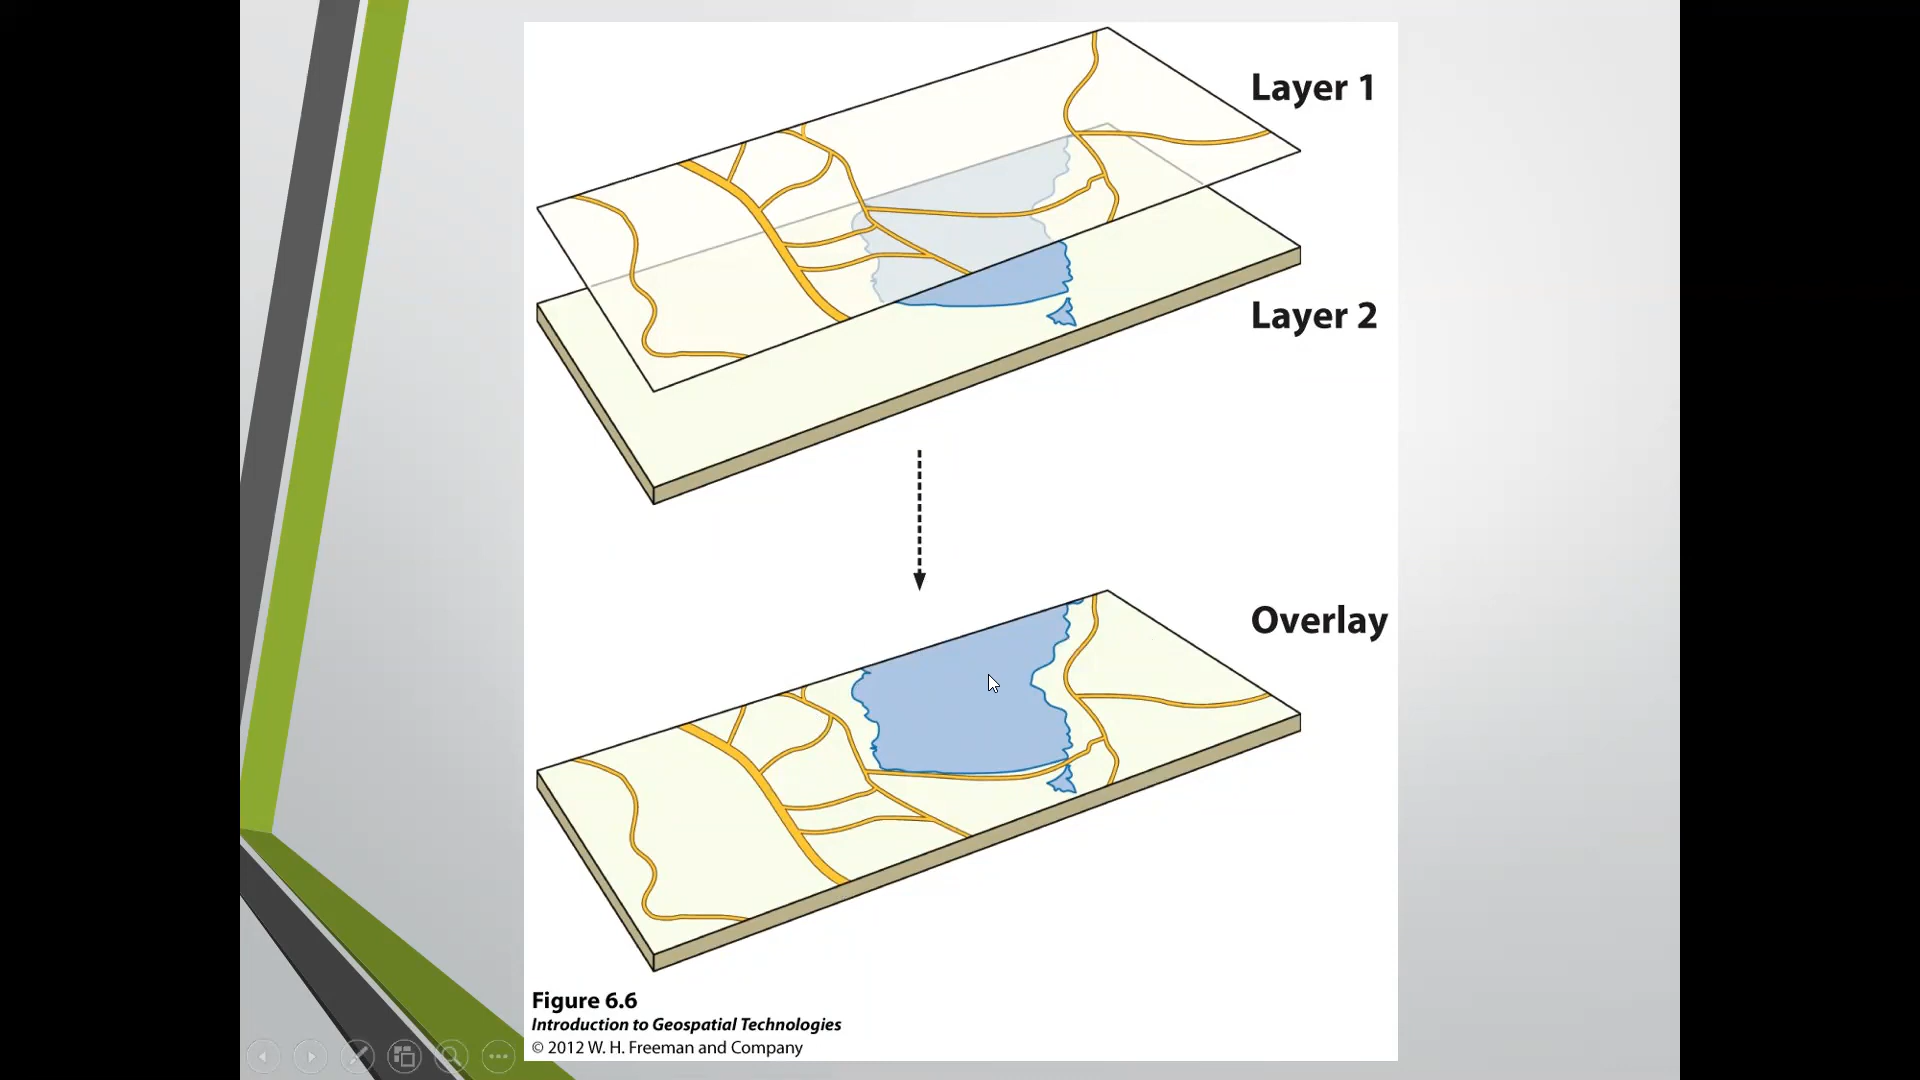 Layer 1
Layer 2
Overlay
Figure 6.6
Introduction to Geospatial Technologies
© 2012 W. H. Freeman and Company